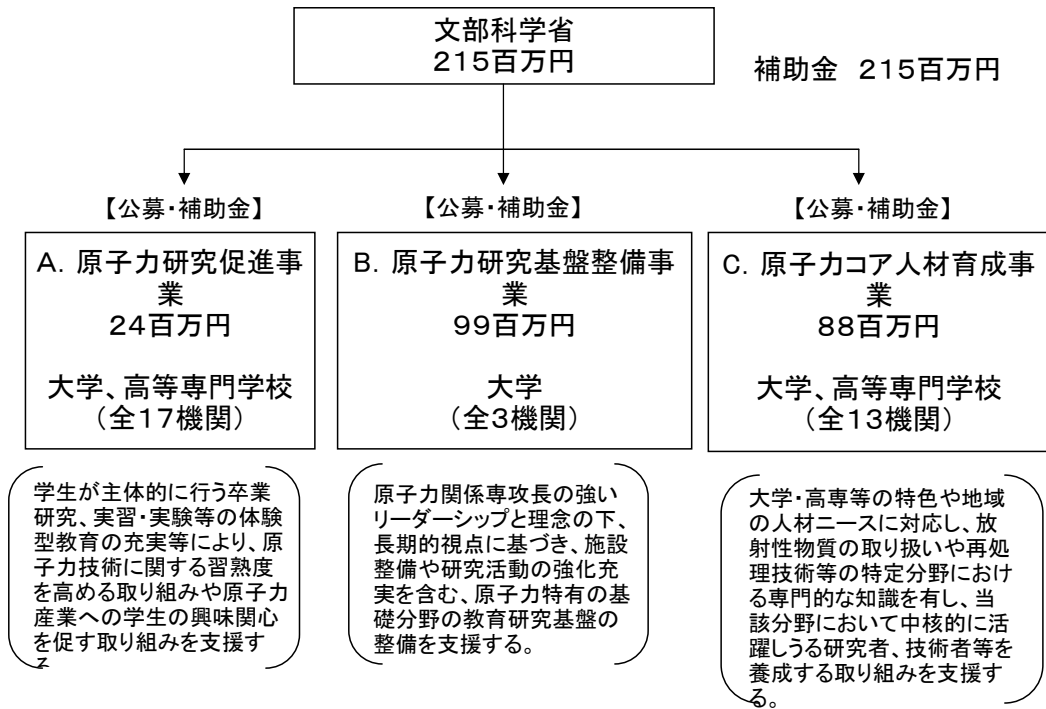 文部科学省
215百万円
補助金 215百万円
【公募・補助金】
A. 原子力研究促進事
業
24百万円
大学、高等専門学校
(全17機関)
学生が主体的に行う卒業
研究、実習・実験等の体験
型教育の充実等により、原
子力技術に関する習熟度
を高める取り組みや原子力
産業への学生の興味関心
を促す取り組みを支援す
る
【公募・補助金】
B. 原子力研究基盤整備事
業
99百万円
大学
(全3機関)
原子力関係専攻長の強い
リーダーシップと理念の下、
長期的視点に基づき、施設
整備や研究活動の強化充
実を含む、原子力特有の基
礎分野の教育研究基盤の
整備を支援する。
【公募・補助金】
C. 原子力コア人材育成事
業
88百万円
大学、高等専門学校
(全13機関)
大学・高専等の特色や地域
の人材ニースに対応し、放
射性物質の取り扱いや再処
理技術等の特定分野におけ
る専門的な知識を有し、当
該分野において中核的に活
躍しうる研究者、技術者等を
養成する取り組みを支援す
る。